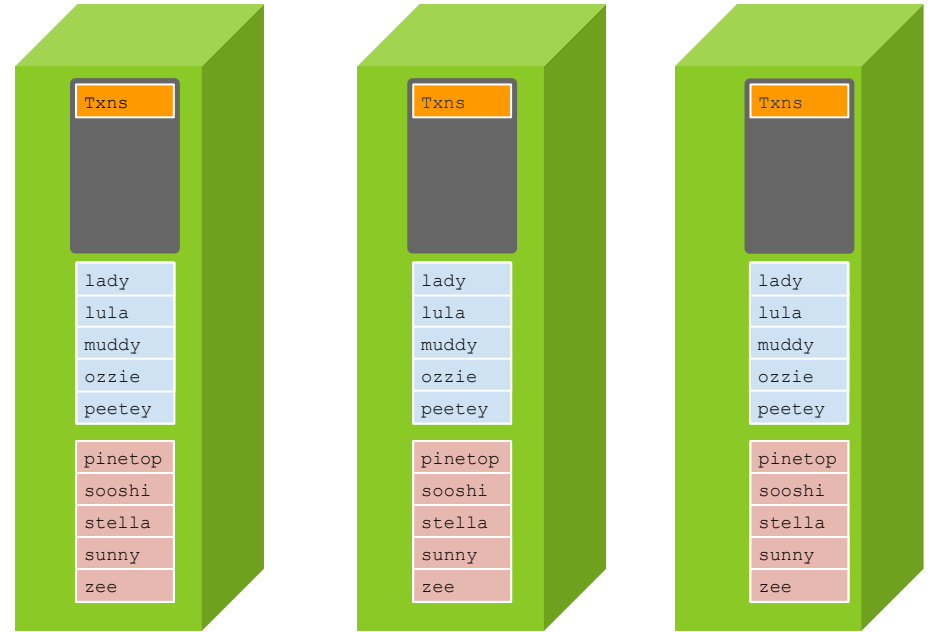 Txns
lady
lula
muddy
ozzie
peetey
pinetop
sooshi
stella
sunny
zee
Txns
lady
lula
muddy
ozzie
peetey
pinetop
sooshi
stella
sunny
zee
Txns
lady
lula
muddy
ozzie
peetey
pinetop
sooshi
stella
sunny
zee